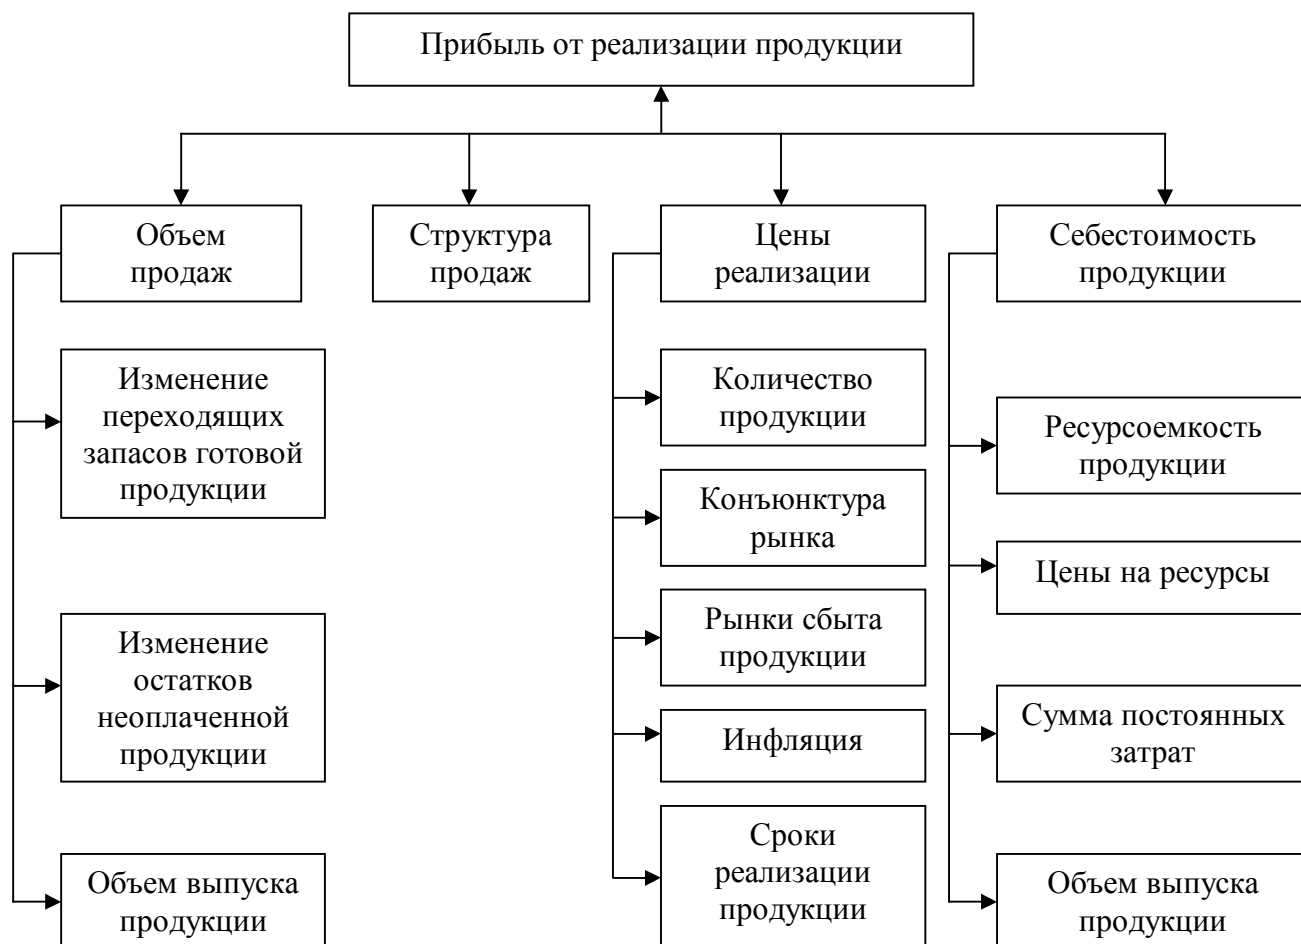 Прибыль от реализации продукции
Объем
продаж
Структура
продаж
Цены
реализации
Себестоимость
продукции
Изменение
переходящих
запасов готовой
продукции
Изменение
остатков
неоплаченной
продукции
Объем выпуска
продукции
Количество
продукции
Конъюнктура
рынка
Рынки сбыта
продукции
Инфляция
Сроки
реализации
продукции
Ресурсоемкость
продукции
Цены на ресурсы
Сумма постоянных
затрат
Объем выпуска
продукции